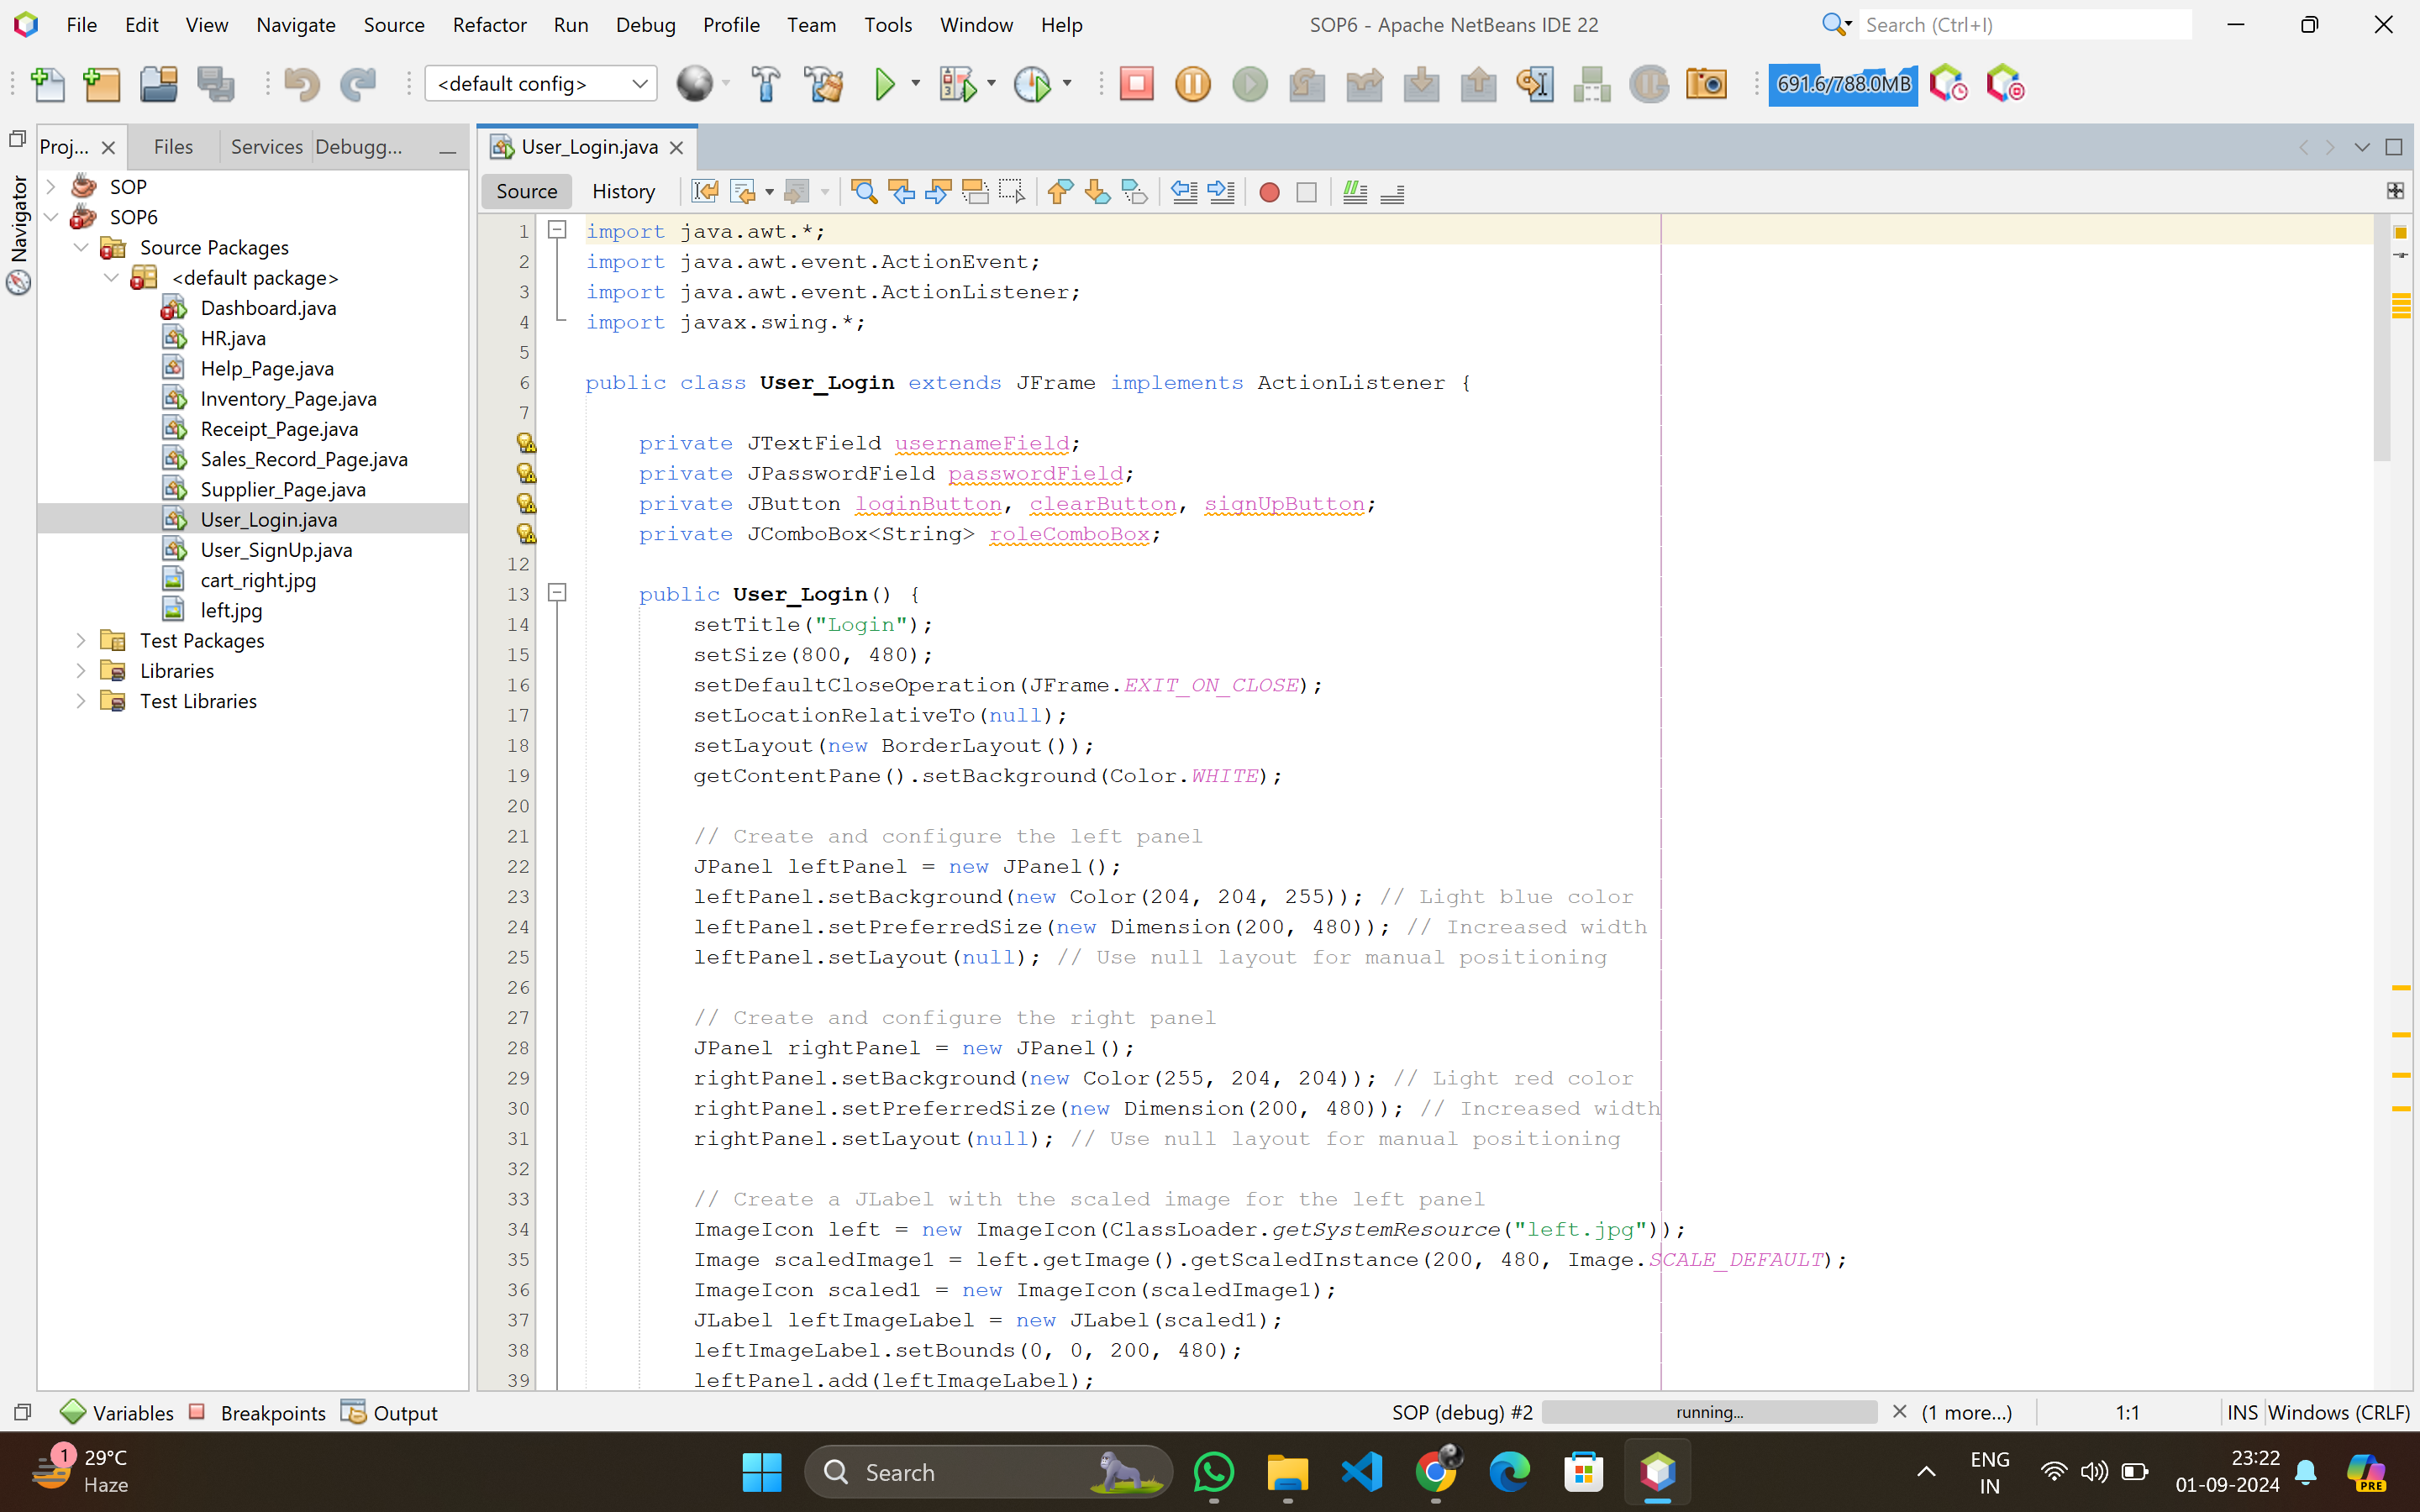 File Edit View Navigate Source Refactor Run Debug Profile Team Tools Window Help SOP6 - Apache NetBeans IDE 22 Search (Ctrl+I)
<default config> 691.6/788.0MB
Proj... Files Services Debugg... User_Login.java
Navigator
Source History
SOP
SOP6
Source Packages
<default package>
Dashboard.java
HR.java
Help_Page.java
Inventory_Page.java
Receipt_Page.java
Sales_Record_Page.java
Supplier_Page.java
User_Login.java
User_SignUp.java
cart_right.jpg
left.jpg
Test Packages
Libraries
Test Libraries
1 import java.awt.*;
2 import java.awt.event.ActionEvent;
3 import java.awt.event.ActionListener;
4 import javax.swing.*;
5
6 public class User_Login extends JFrame implements ActionListener {
7
private JTextField usernameField;
private JPasswordField passwordField;
private JButton loginButton, clearButton, signUpButton;
private JComboBox<String> roleComboBox;
12
13 public User_Login() {
14 setTitle("Login");
15 setSize(800, 480);
16 setDefaultCloseOperation(JFrame.EXIT_ON_CLOSE);
17 setLocationRelativeTo(null);
18 setLayout(new BorderLayout());
19 getContentPane().setBackground(Color.WHITE);
20
21 // Create and configure the left panel
22 JPanel leftPanel = new JPanel();
23 leftPanel.setBackground(new Color(204, 204, 255)); // Light blue color
24 leftPanel.setPreferredSize(new Dimension(200, 480)); // Increased width
25 leftPanel.setLayout(null); // Use null layout for manual positioning
26
27 // Create and configure the right panel
28 JPanel rightPanel = new JPanel();
29 rightPanel.setBackground(new Color(255, 204, 204)); // Light red color
30 rightPanel.setPreferredSize(new Dimension(200, 480)); // Increased width
31 rightPanel.setLayout(null); // Use null layout for manual positioning
32
33 // Create a JLabel with the scaled image for the left panel
34 ImageIcon left = new ImageIcon(ClassLoader.getSystemResource("left.jpg"));
35 Image scaledImage1 = left.getImage().getScaledInstance(200, 480, Image.SCALE_DEFAULT);
36 ImageIcon scaled1 = new ImageIcon(scaledImage1);
37 JLabel leftImageLabel = new JLabel(scaled1);
38 leftImageLabel.setBounds(0, 0, 200, 480);
39 leftPanel.add(leftImageLabel);
Variables Breakpoints Output SOP (debug) #2 running... (1 more...) 1:1 INS Windows (CRLF)
1 29°C
Haze
Search
ENG
IN
23:22
01-09-2024
PRE